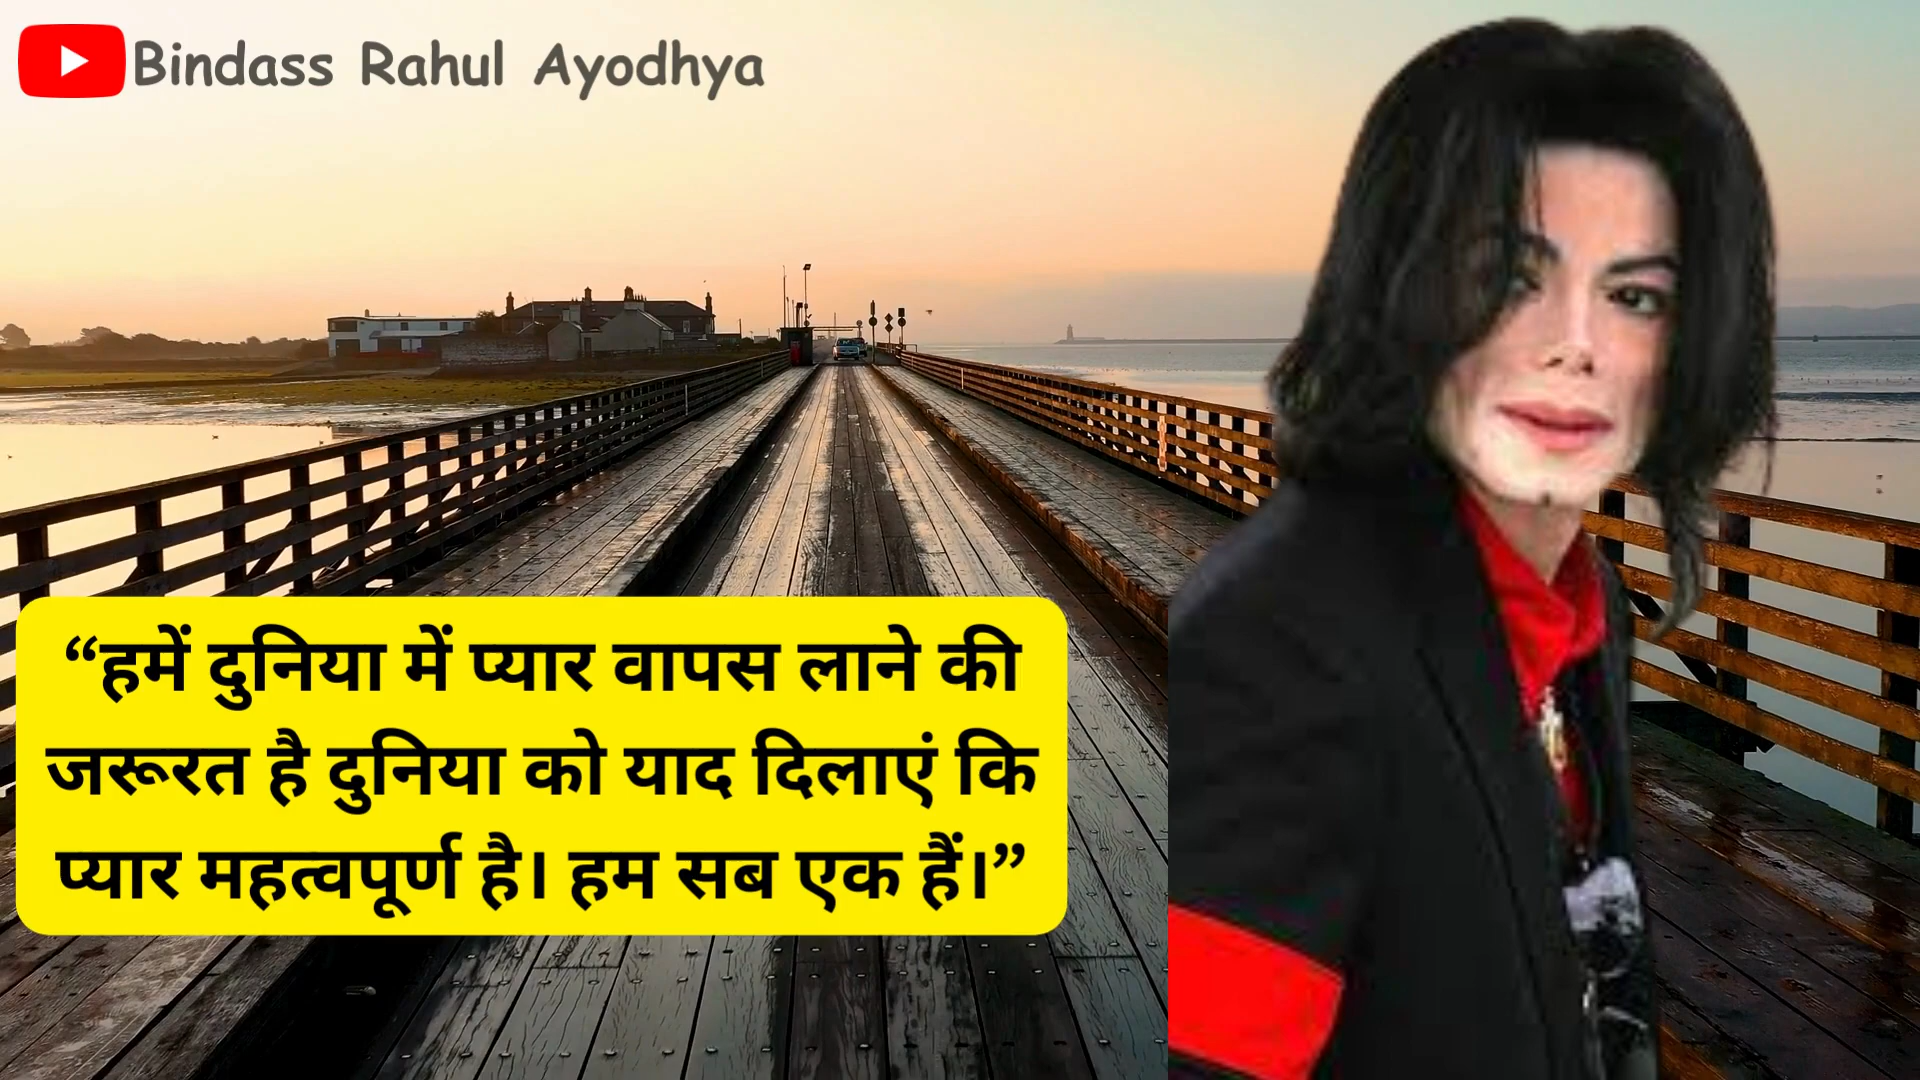 Bindass Rahul Ayodhya
“हमें दुनिया में प्यार वापस लाने की
जरूरत है दुनिया को याद दिलाएं कि
प्यार महत्वपूर्ण है। हम सब एक हैं।”